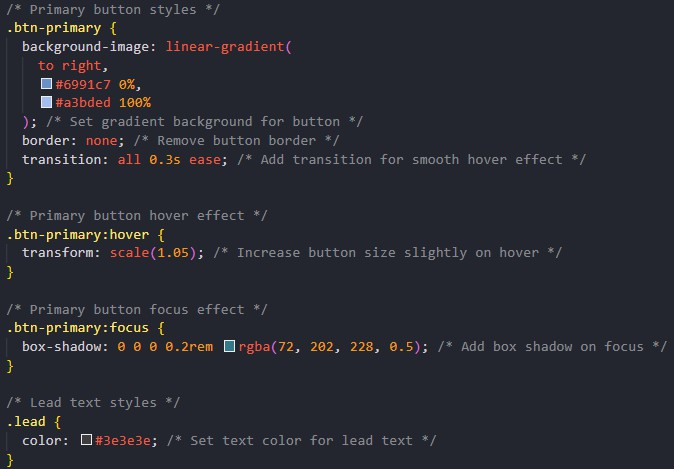 /* Primary button styles */
.btn-primary {
  background-image: linear-gradient(
    to right,
    #6991c7 0%,
    #a3bded 100%
  ); /* Set gradient background for button */
  border: none; /* Remove button border */
  transition: all 0.3s ease; /* Add transition for smooth hover effect */
}

/* Primary button hover effect */
.btn-primary:hover {
  transform: scale(1.05); /* Increase button size slightly on hover */
}

/* Primary button focus effect */
.btn-primary:focus {
  box-shadow: 0 0 0 0.2rem rgba(72, 202, 228, 0.5); /* Add box shadow on focus */
}

/* Lead text styles */
.lead {
  color: #3e3e3e; /* Set text color for lead text */
}